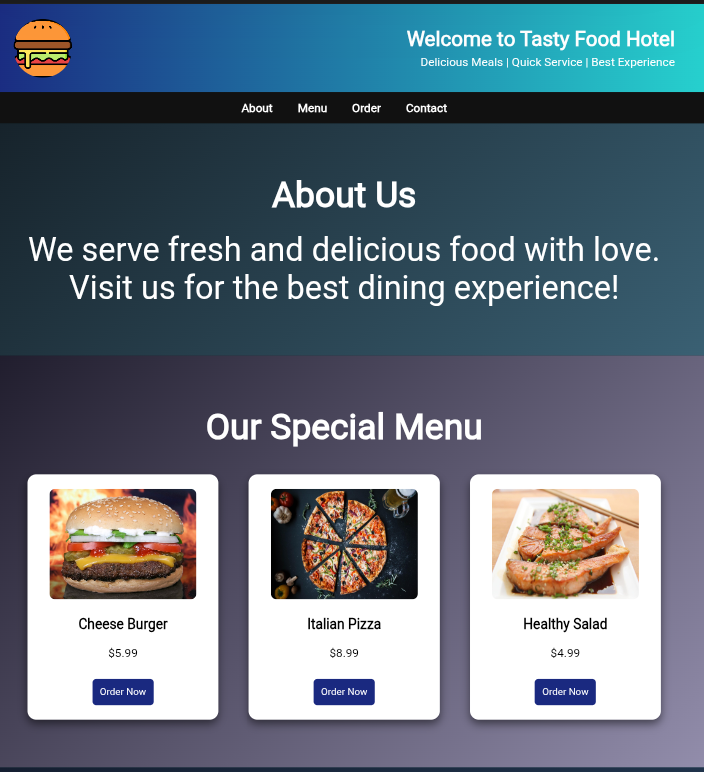 Welcome to Tasty Food Hotel
Delicious Meals | Quick Service | Best Experience
About Menu Order Contact
About Us
We serve fresh and delicious food with love.
Visit us for the best dining experience!
Our Special Menu
Cheese Burger
$5.99
Order Now
Italian Pizza
$8.99
Order Now
Healthy Salad
$4.99
Order Now